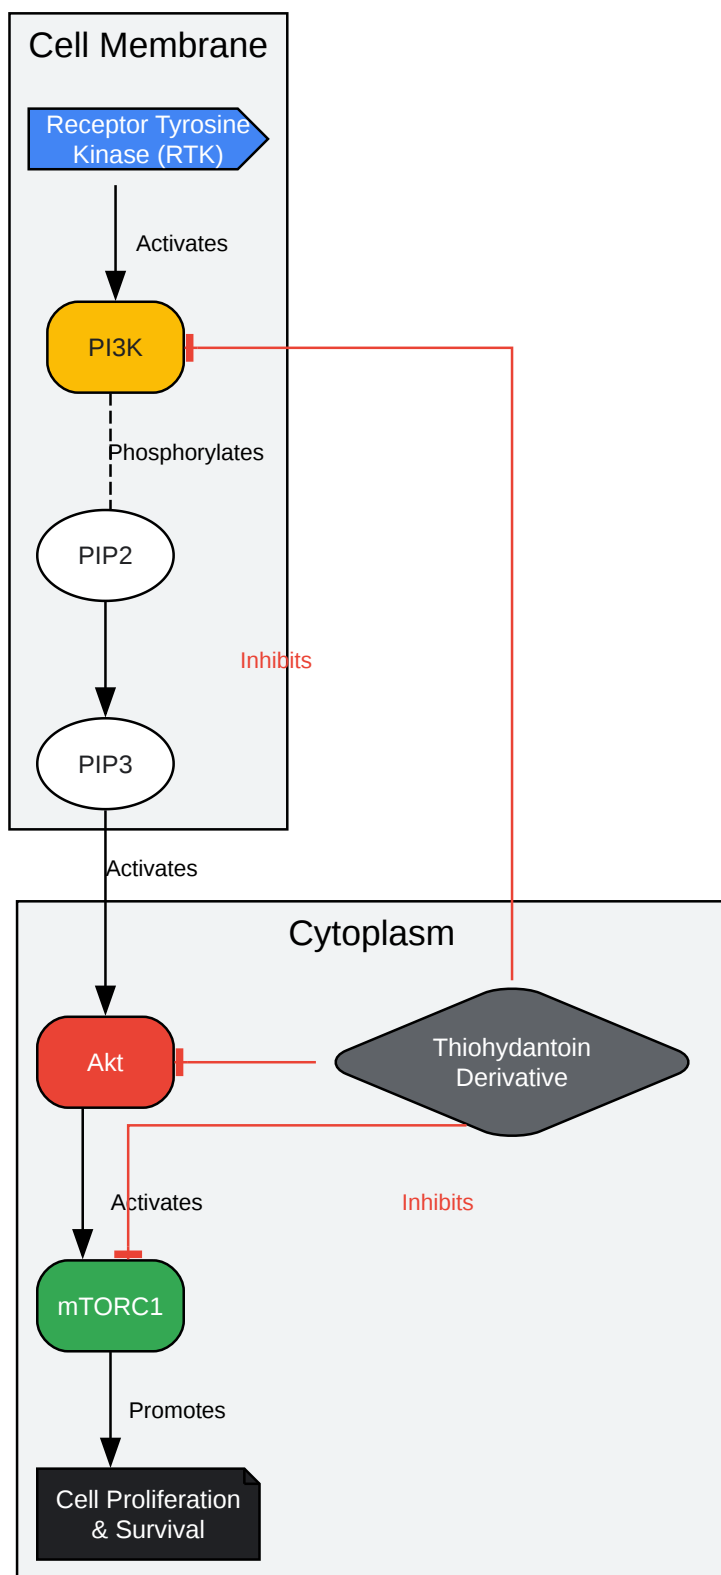 Cell Membrane
Receptor Tyrosine
Kinase (RTK)
Activates
PI3K
Phosphorylates
PIP2
Inhibits
PIP3
Activates
Cytoplasm
Akt
Thiohydantoin
Derivative
Activates
Inhibits
mTORC1
Promotes
Cell Proliferation
& Survival